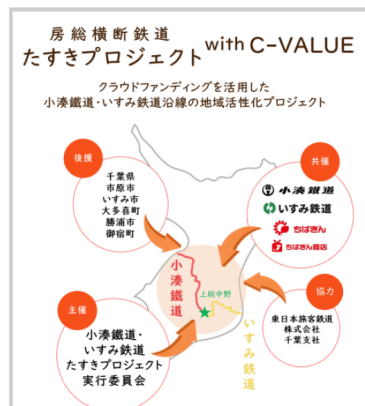 房総横断鉄道
たすきプロジェクト with C-VALUE
クラウドファンディングを活用した
小湊鐵道・いすみ鉄道沿線の地域活性化プロジェクト
後援
千葉県
市原市
いすみ市
大多喜町
勝浦市
御宿町
共催
小湊鐵道
いすみ鉄道
ちばぎん
ちばぎん商店
小湊鐵道
上総中野
いすみ鉄道
協力
東日本旅客鉄道
株式会社
千葉支社
主催
小湊鐵道・
いすみ鉄道
たすきプロジェクト
実行委員会